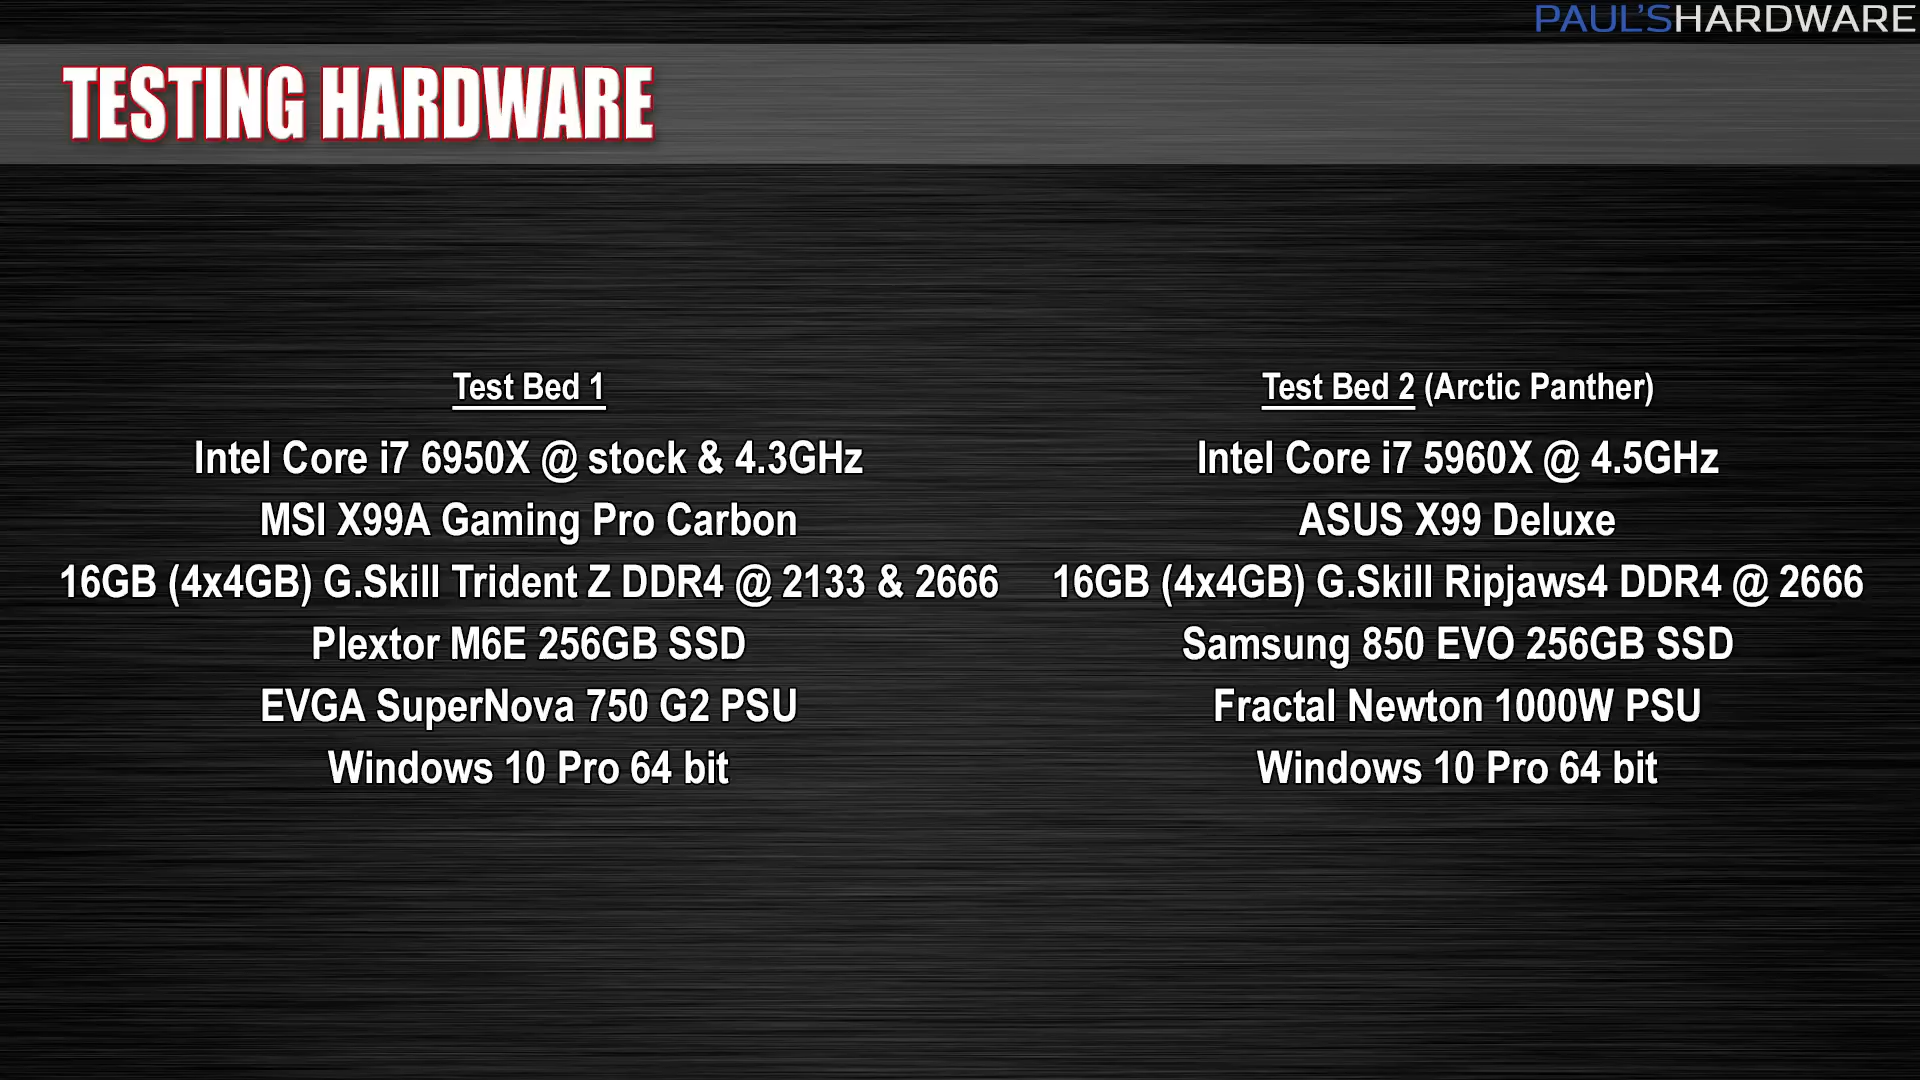 PAUL'SHARDWARE
TESTING HARDWARE
Test Bed 1
Intel Core i7 6950X @ stock & 4.3GHz
MSI X99A Gaming Pro Carbon
16GB (4x4GB) G.Skill Trident Z DDR4 @ 2133 & 2666
Plextor M6E 256GB SSD
EVGA SuperNova 750 G2 PSU
Windows 10 Pro 64 bit
Test Bed 2 (Arctic Panther)
Intel Core i7 5960X @ 4.5GHz
ASUS X99 Deluxe
16GB (4x4GB) G.Skill Ripjaws4 DDR4 @ 2666
Samsung 850 EVO 256GB SSD
Fractal Newton 1000W PSU
Windows 10 Pro 64 bit